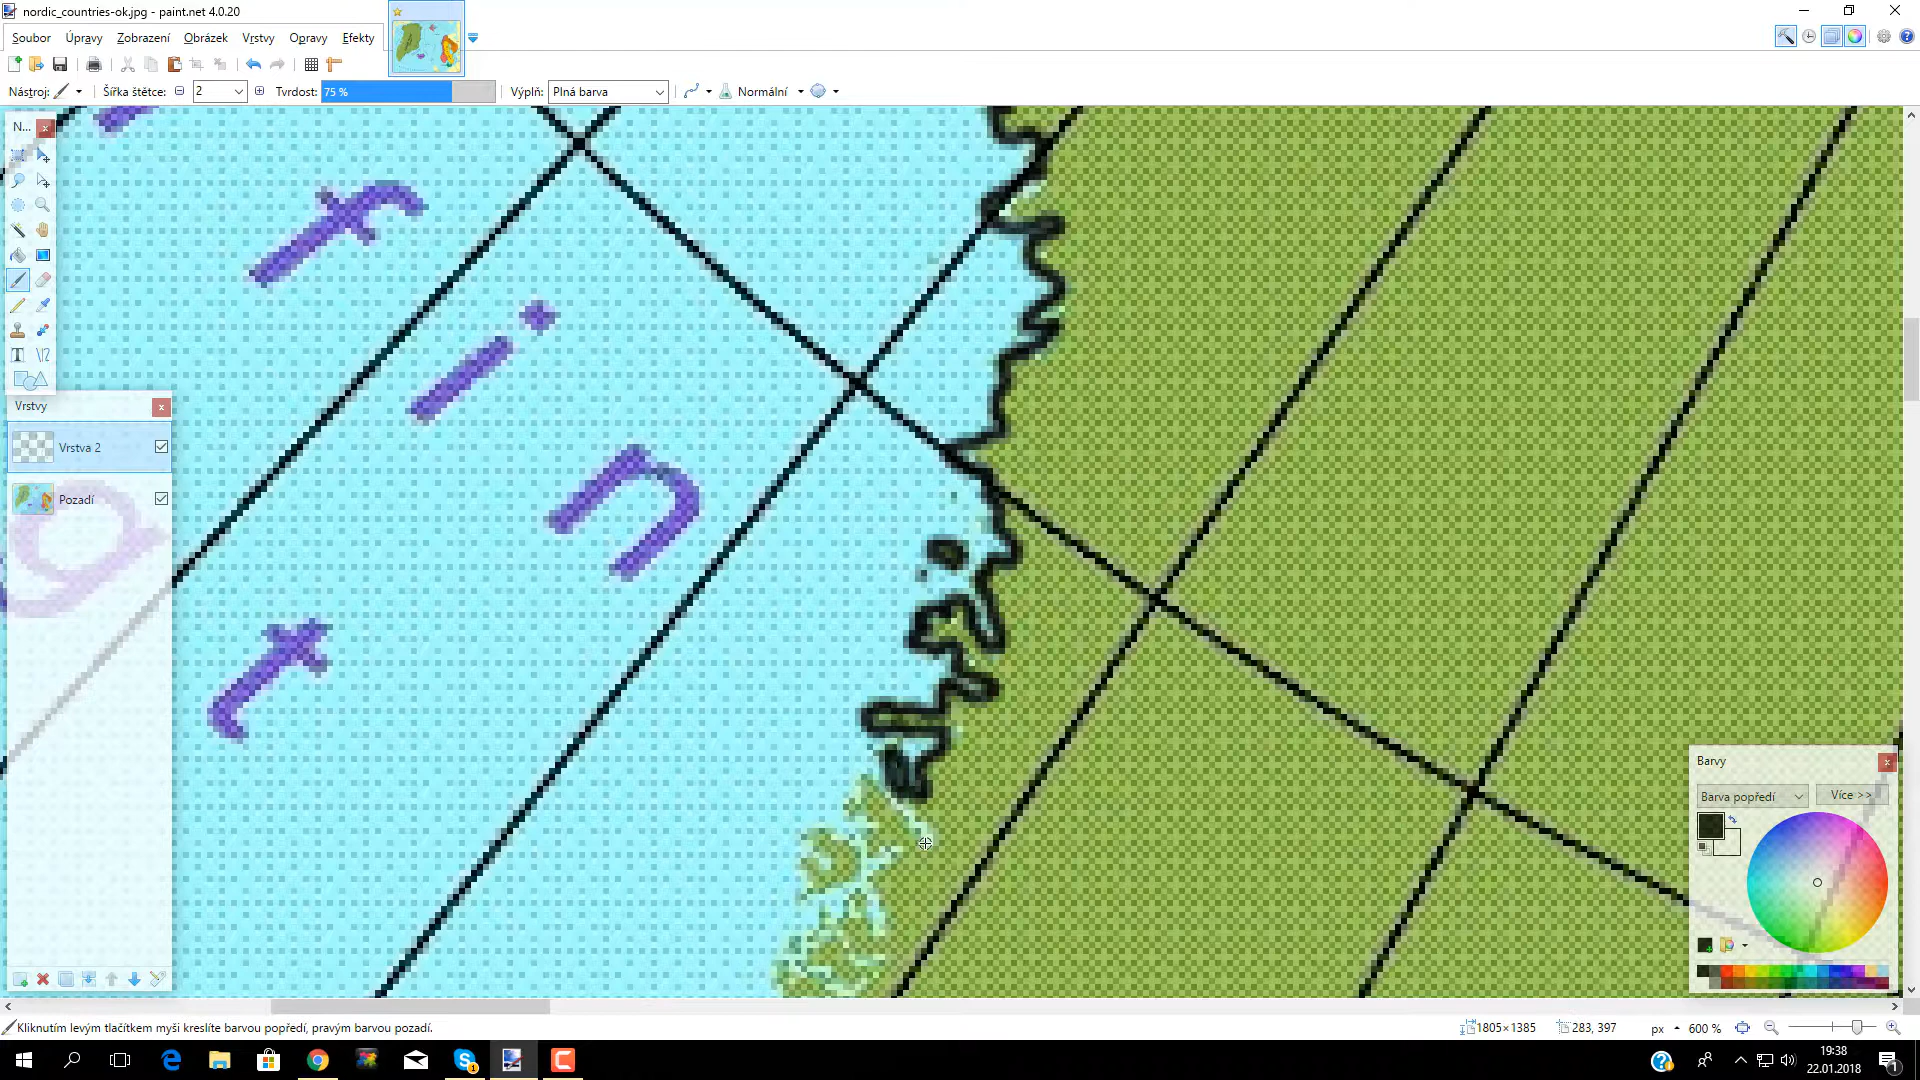 nordic_countries-ok.jpg - paint.net 4.0.20
Soubor Úpravy Zobrazení Obrázek Vrstvy Opravy Efekty
Nástroj: Šířka štětce: 2 Tvrdost: 75 % Výplň: Plná barva Normální
N...
f
i
n
t
Vrstvy
Vrstva 2
Pozadí
Barvy
Barva popředí Více >>
Kliknutím levým tlačítkem myši kreslíte barvou popředí, pravým barvou pozadí.
1805×1385 283, 397 px 600 %
19:38
22.01.2018